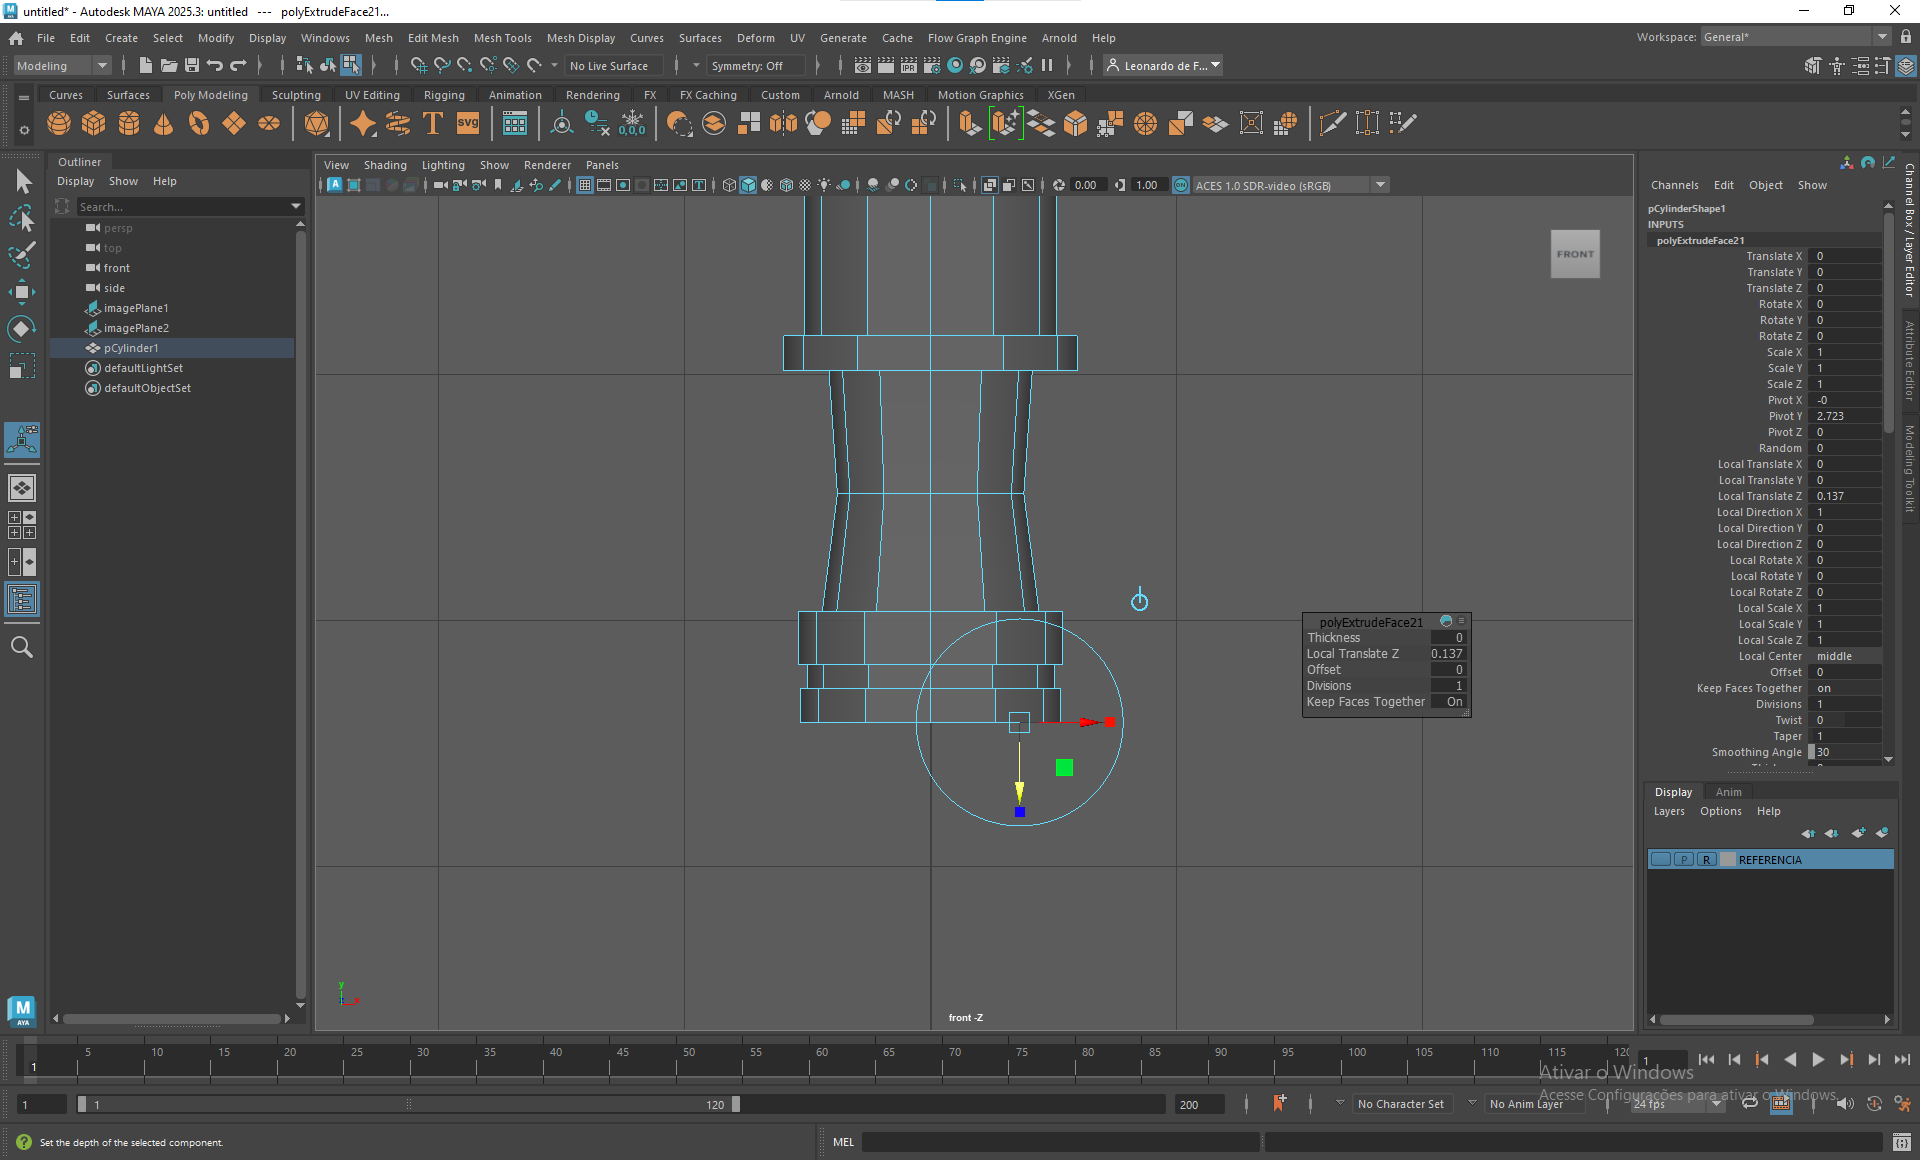 untitled* - Autodesk MAYA 2025.3: untitled --- polyExtrudeFace21...
File Edit Create Select Modify Display Windows Mesh Edit Mesh Mesh Tools Mesh Display Curves Surfaces Deform UV Generate Cache Flow Graph Engine Arnold Help
Workspace: General*
Modeling
No Live Surface
Symmetry: Off
IPR
Leonardo de F...
Curves Surfaces Poly Modeling Sculpting UV Editing Rigging Animation Rendering FX FX Caching Custom Arnold MASH Motion Graphics XGen
T
SVG
0,0,0
Outliner
Display Show Help
Search...
persp
top
front
side
imagePlane1
imagePlane2
pCylinder1
defaultLightSet
defaultObjectSet
View Shading Lighting Show Renderer Panels
0.00
1.00
ACES 1.0 SDR-video (sRGB)
FRONT
polyExtrudeFace21
Thickness 0
Local Translate Z 0.137
Offset 0
Divisions 1
Keep Faces Together On
y
front -Z
Channels Edit Object Show
pCylinderShape1
INPUTS
polyExtrudeFace21
Translate X 0
Translate Y 0
Translate Z 0
Rotate X 0
Rotate Y 0
Rotate Z 0
Scale X 1
Scale Y 1
Scale Z 1
Pivot X -0
Pivot Y 2.723
Pivot Z 0
Random 0
Local Translate X 0
Local Translate Y 0
Local Translate Z 0.137
Local Direction X 1
Local Direction Y 0
Local Direction Z 0
Local Rotate X 0
Local Rotate Y 0
Local Rotate Z 0
Local Scale X 1
Local Scale Y 1
Local Scale Z 1
Local Center middle
Offset 0
Keep Faces Together on
Divisions 1
Twist 0
Taper 1
Smoothing Angle 30
Channel Box / Layer Editor
Attribute Editor
Modeling Toolkit
Display Anim
Layers Options Help
P R REFERENCIA
M
AYA
1 5 10 15 20 25 30 35 40 45 50 55 60 65 70 75 80 85 90 95 100 105 110 115 120
1
Ativar o Windows
Acesse Configurações para ativar o Windows.
1
1
120
200
No Character Set
No Anim Layer
24 fps
Set the depth of the selected component.
MEL